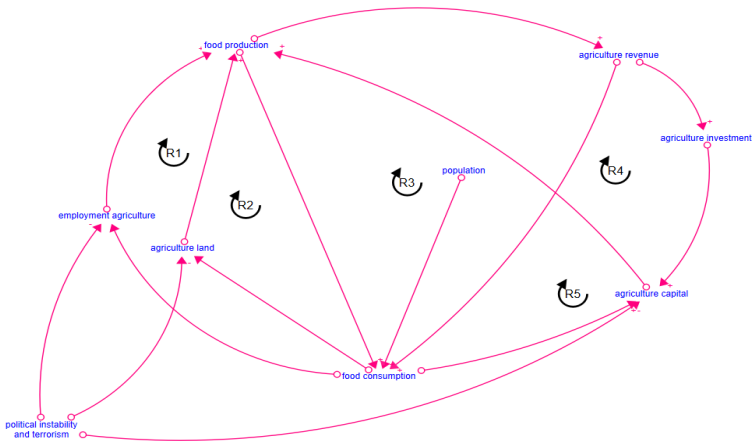 food production
agriculture revenue
agriculture investment
R1
R4
population
R3
R2
employment agriculture
agriculture land
R5
agriculture capital
food consumption
political instability
and terrorism